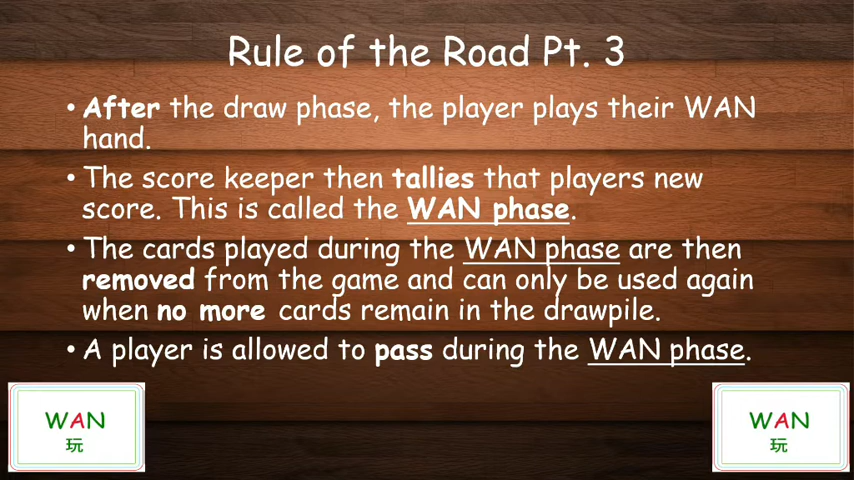 Rule of the Road Pt. 3
• After the draw phase, the player plays their WAN
hand.
• The score keeper then tallies that players new
score. This is called the WAN phase.
• The cards played during the WAN phase are then
removed from the game and can only be used again
when no more cards remain in the drawpile.
• A player is allowed to pass during the WAN phase.
WAN
玩
WAN
玩